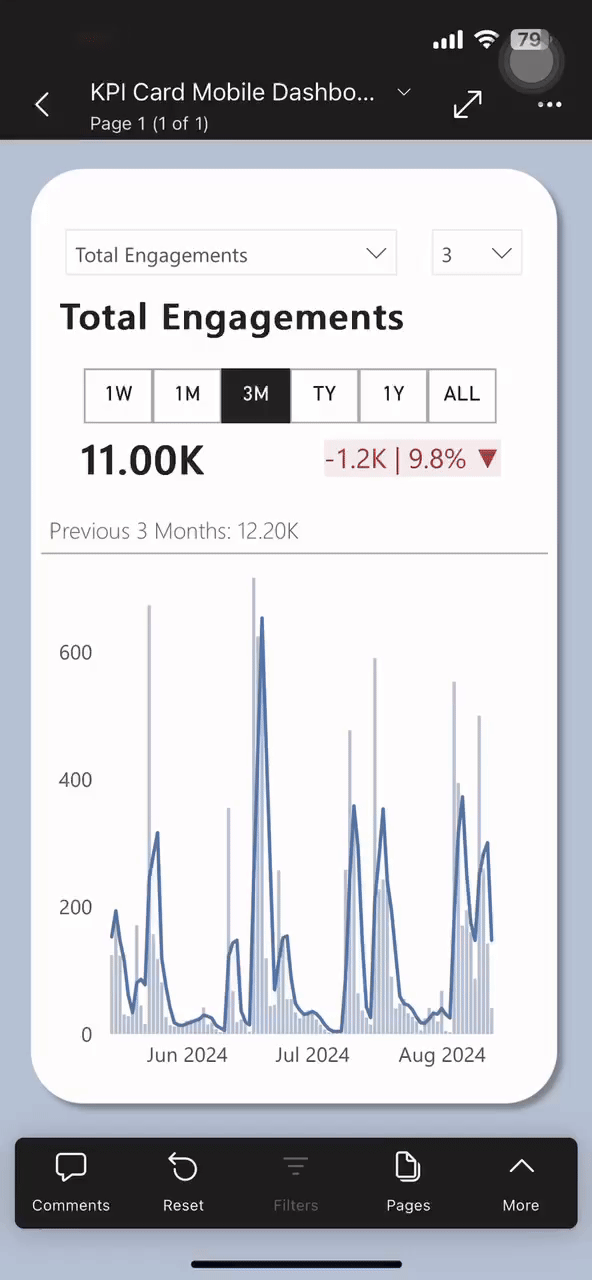 79
KPI Card Mobile Dashbo...
Page 1 (1 of 1)
Total Engagements
3
Total Engagements
1W 1M 3M TY 1Y ALL
11.00K
-1.2K | 9.8% ▼
Previous 3 Months: 12.20K
600
400
200
0
Jun 2024 Jul 2024 Aug 2024
Comments Reset Filters Pages More